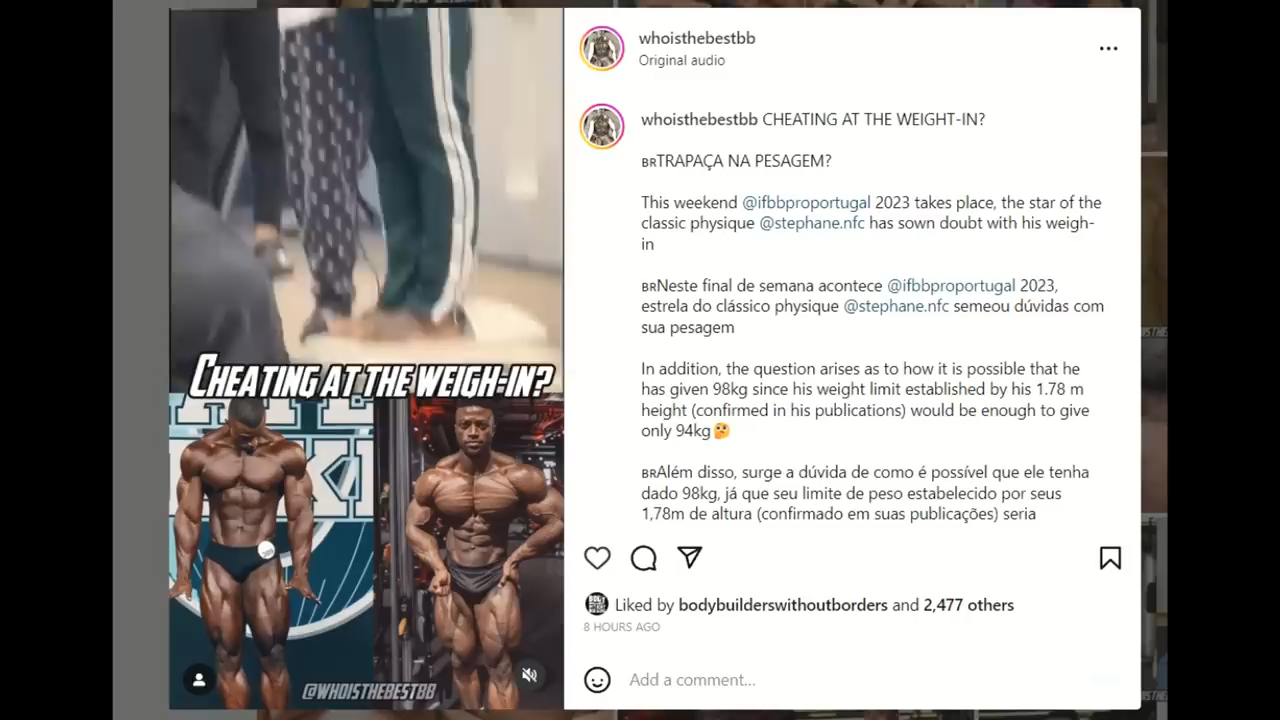 whoisthebestbb
Original audio
whoisthebestbb CHEATING AT THE WEIGHT-IN?
BRTRAPAÇA NA PESAGEM?
This weekend @ifbbproportugal 2023 takes place, the star of the
classic physique @stephane.nfc has sown doubt with his weigh-
in
BRNeste final de semana acontece @ifbbproportugal 2023,
estrela do clássico physique @stephane.nfc semeou dúvidas com
sua pesagem
In addition, the question arises as to how it is possible that he
has given 98kg since his weight limit established by his 1.78 m
height (confirmed in his publications) would be enough to give
only 94kg🤔
BRAlém disso, surge a dúvida de como é possível que ele tenha
dado 98kg, já que seu limite de peso estabelecido por seus
1,78m de altura (confirmado em suas publicações) seria
Liked by bodybuilderswithoutborders and 2,477 others
8 HOURS AGO
Add a comment...
CHEATING AT THE WEIGH-IN?
@WHOISTHEBESTBB